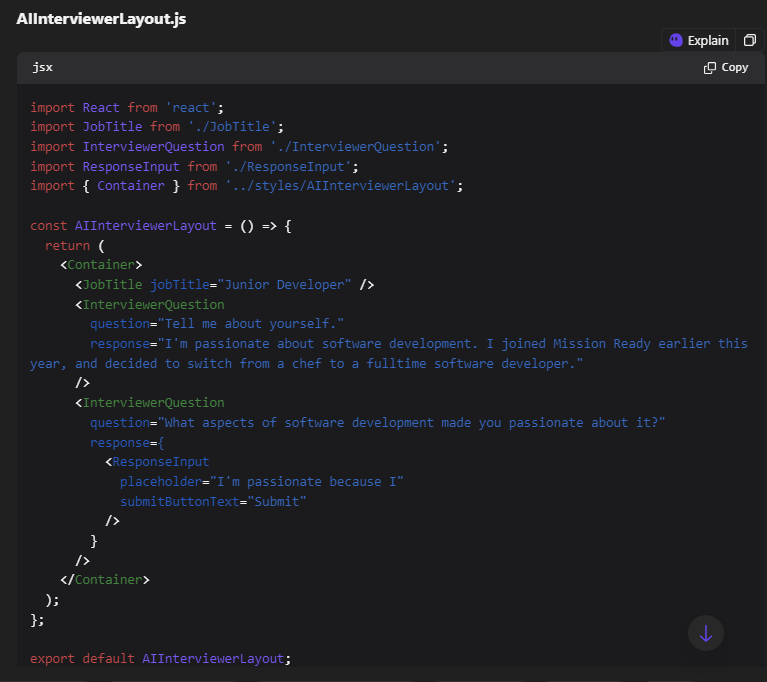 AIInterviewerLayout.js
Explain
jsx
Copy
import React from 'react';
import JobTitle from './JobTitle';
import InterviewerQuestion from './InterviewerQuestion';
import ResponseInput from './ResponseInput';
import { Container } from '../styles/AIInterviewerLayout';
const AIInterviewerLayout = () => {
return (
<Container>
<JobTitle jobTitle="Junior Developer" />
<InterviewerQuestion
question="Tell me about yourself."
response="I'm passionate about software development. I joined Mission Ready earlier this
year, and decided to switch from a chef to a fulltime software developer."
/>
<InterviewerQuestion
question="What aspects of software development made you passionate about it?"
response={
<ResponseInput
placeholder="I'm passionate because I"
submitButtonText="Submit"
/>
}
/>
</Container>
);
};
export default AIInterviewerLayout;